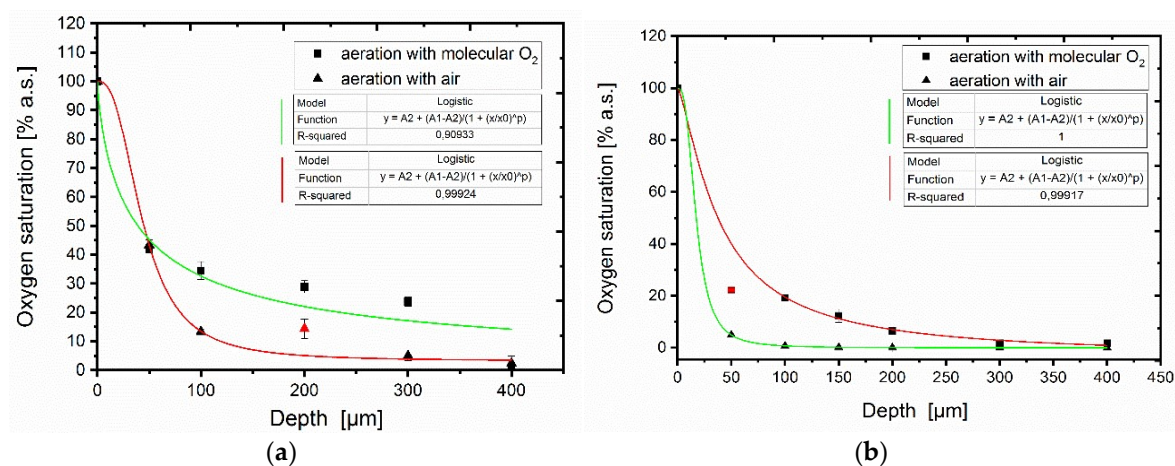 120
110
100
90
80
70
60
50
40
30
20
10
0
Oxygen saturation [% a.s.]
aeration with molecular O₂
aeration with air
Model Logistic
Function y = A2 + (A1-A2)/(1 + (x/x0)^p)
R-squared 0,90933
Model Logistic
Function y = A2 + (A1-A2)/(1 + (x/x0)^p)
R-squared 0,99924
0 100 200 300 400
Depth [µm]
(a)
120
100
80
60
40
20
0
Oxygen saturation [% a.s.]
aeration with molecular O₂
aeration with air
Model Logistic
Function y = A2 + (A1-A2)/(1 + (x/x0)^p)
R-squared 1
Model Logistic
Function y = A2 + (A1-A2)/(1 + (x/x0)^p)
R-squared 0,99917
0 50 100 150 200 250 300 350 400 450
Depth [µm]
(b)